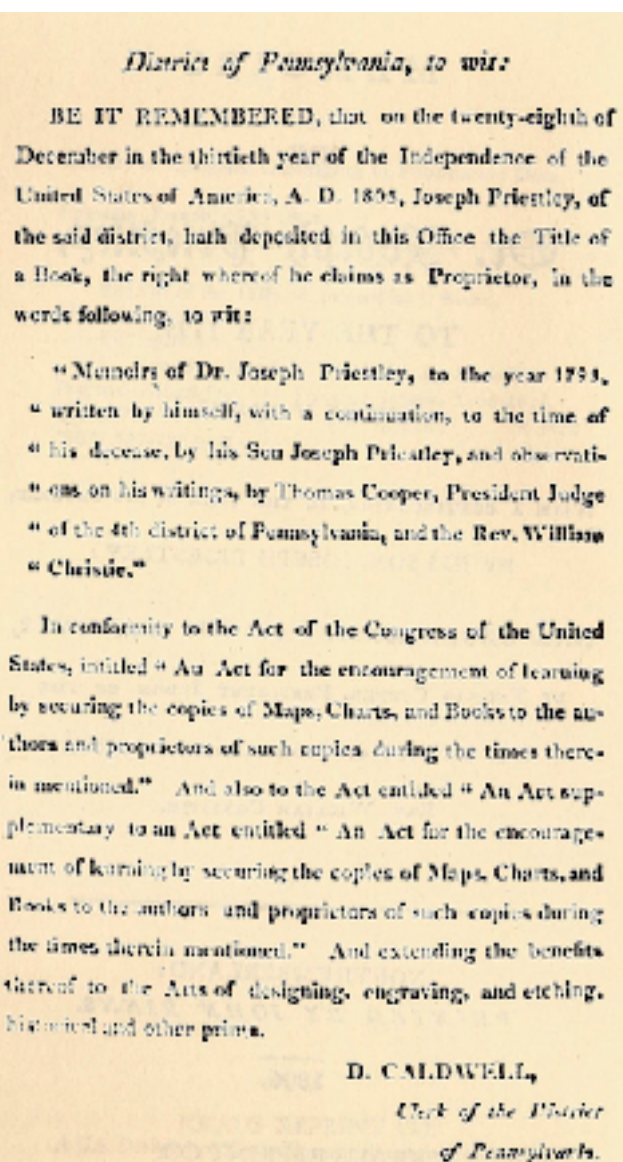 District of Pennsylvania, to wit:
BE IT REMEMBERED, that on the twenty-eighth of
December in the thirtieth year of the Independence of the
United States of America, A. D. 1805, Joseph Priestley, of
the said district, hath deposited in this Office the Title of
a Book, the right whereof he claims as Proprietor, in the
words following, to wit:
“ Memoirs of Dr. Joseph Priestley, to the year 1795,
“ written by himself, with a continuation, to the time of
“ his decease, by his Son Joseph Priestley, and observati-
“ ons on his writings, by Thomas Cooper, President Judge
“ of the 4th district of Pennsylvania, and the Rev. William
“ Christie.”
In conformity to the Act of the Congress of the United
States, intitled “ An Act for the encouragement of learning
by securing the copies of Maps, Charts, and Books to the au-
thors and proprietors of such copies during the times there-
in mentioned.” And also to the Act entitled “ An Act sup-
plementary to an Act entitled “ An Act for the encourage-
ment of learning by securing the copies of Maps, Charts, and
Books to the authors and proprietors of such copies during
the times therein mentioned.” And extending the benefits
thereof to the Arts of designing, engraving, and etching,
historical and other prints.
D. CALDWELL,
Clerk of the District
of Pennsylvania.